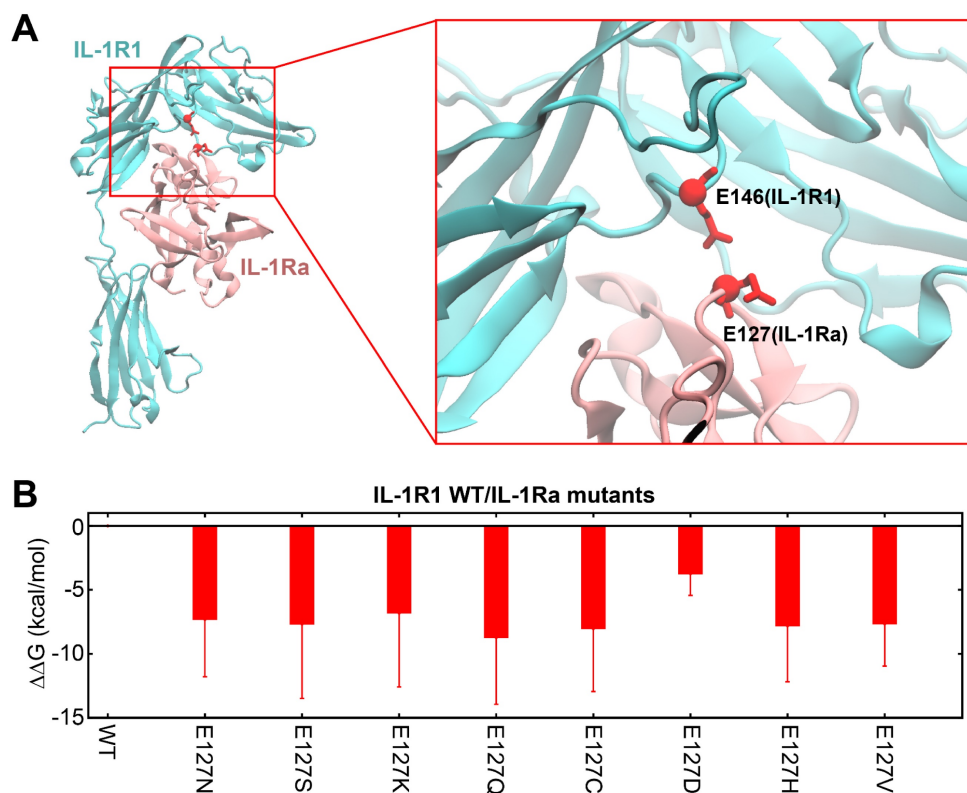 A
IL-1R1
IL-1Ra
E146(IL-1R1)
E127(IL-1Ra)
B
IL-1R1 WT/IL-1Ra mutants
ΔΔG (kcal/mol)
0
-5
-10
-15
WT
E127N
E127S
E127K
E127Q
E127C
E127D
E127H
E127V